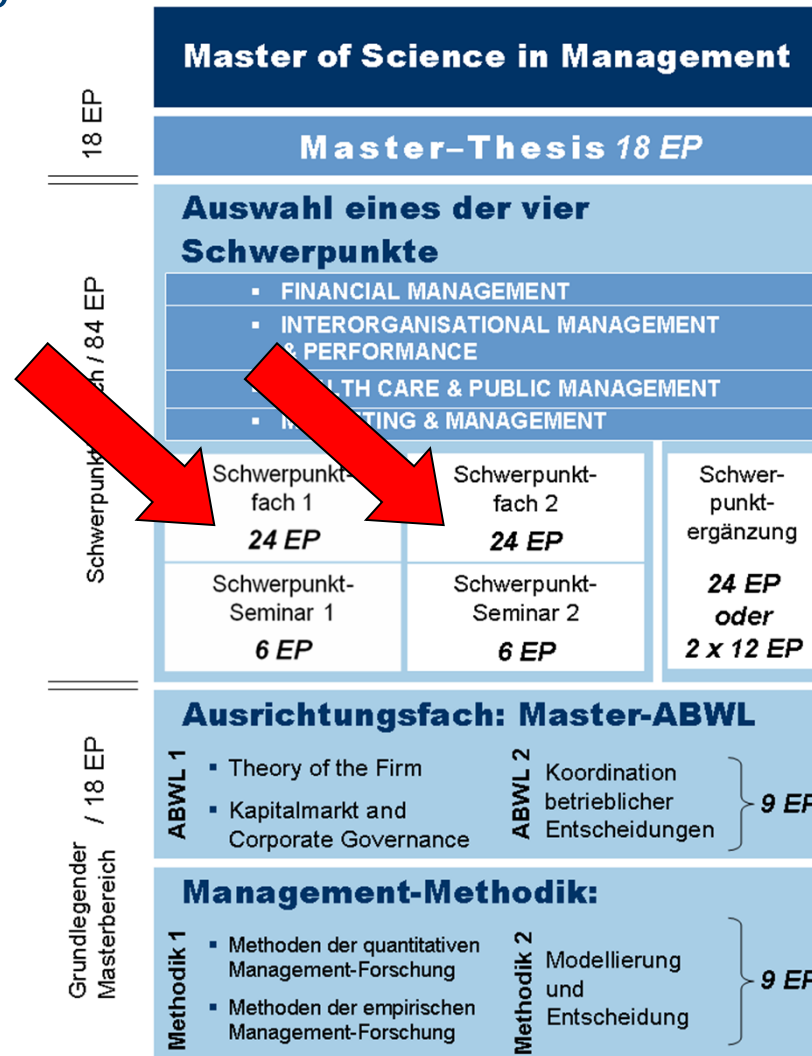 Master of Science in Management
18 EP
Master–Thesis 18 EP
Schwerpunkt / 84 EP
Auswahl eines der vier
Schwerpunkte
▪ FINANCIAL MANAGEMENT
▪ INTERORGANISATIONAL MANAGEMENT
& PERFORMANCE
CARE & PUBLIC MANAGEMENT
▪ & MANAGEMENT
Schwerpunkt-
fach 1
24 EP
Schwerpunkt-
Seminar 1
6 EP
Schwerpunkt-
fach 2
24 EP
Schwerpunkt-
Seminar 2
6 EP
Schwer-
punkt-
ergänzung
24 EP
oder
2 x 12 EP
Grundlegender / 18 EP
Masterbereich
Ausrichtungsfach: Master-ABWL
ABWL 1
▪ Theory of the Firm
▪ Kapitalmarkt and
Corporate Governance
ABWL 2
Koordination
betrieblicher
Entscheidungen
9 EP
Management-Methodik:
Methodik 1
▪ Methoden der quantitativen
Management-Forschung
▪ Methoden der empirischen
Management-Forschung
Methodik 2
Modellierung
und
Entscheidung
9 EP